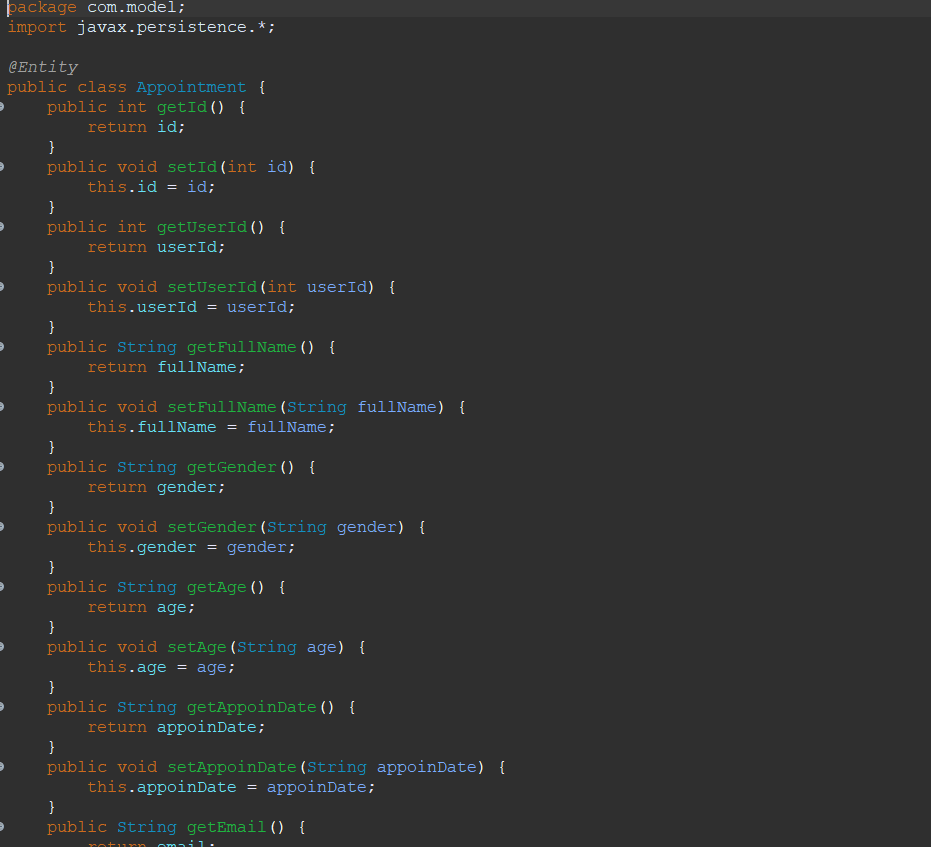 package com.model;
import javax.persistence.*;

@Entity
public class Appointment {
    public int getId() {
        return id;
    }
    public void setId(int id) {
        this.id = id;
    }
    public int getUserId() {
        return userId;
    }
    public void setUserId(int userId) {
        this.userId = userId;
    }
    public String getFullName() {
        return fullName;
    }
    public void setFullName(String fullName) {
        this.fullName = fullName;
    }
    public String getGender() {
        return gender;
    }
    public void setGender(String gender) {
        this.gender = gender;
    }
    public String getAge() {
        return age;
    }
    public void setAge(String age) {
        this.age = age;
    }
    public String getAppoinDate() {
        return appoinDate;
    }
    public void setAppoinDate(String appoinDate) {
        this.appoinDate = appoinDate;
    }
    public String getEmail() {
        return email;